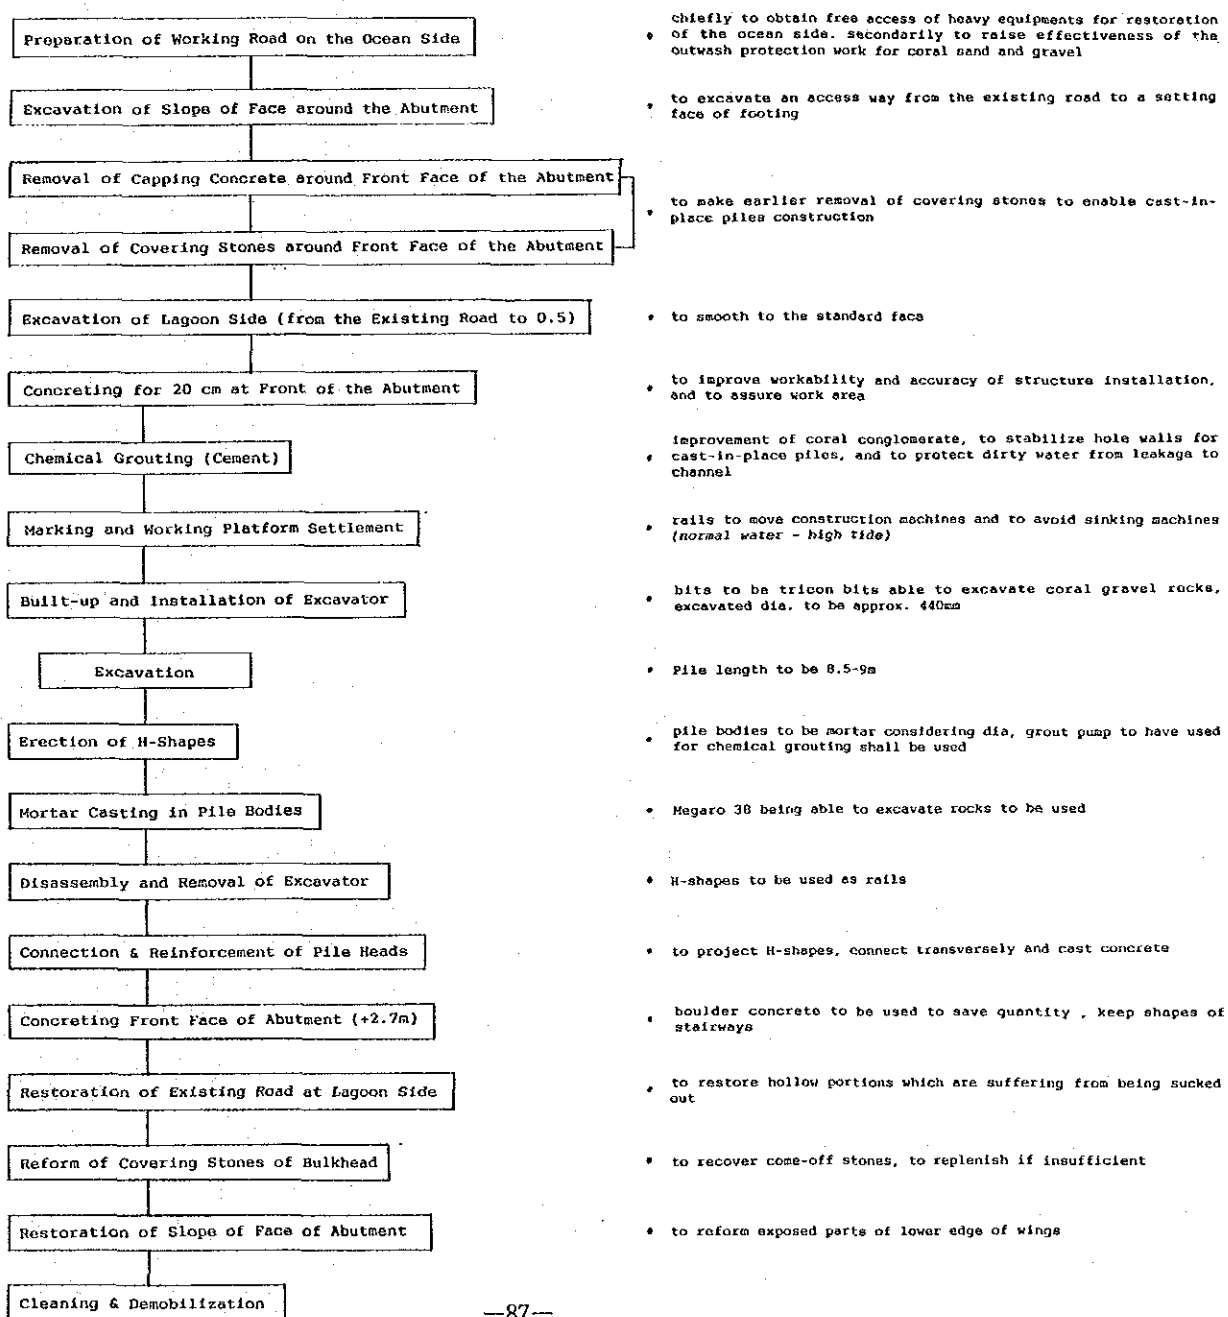 Preparation of Working Road on the Ocean Side
• chiefly to obtain free access of heavy equipments for restoration
of the ocean side. secondarily to raise effectiveness of the
outwash protection work for coral sand and gravel
Excavation of Slope of Face around the Abutment
• to excavate an access way from the existing road to a setting
face of footing
Removal of Capping Concrete around Front Face of the Abutment
• to make earlier removal of covering stones to enable cast-in-
place piles construction
Removal of Covering Stones around Front Face of the Abutment
Excavation of Lagoon Side (from the Existing Road to 0.5)
• to smooth to the standard face
Concreting for 20 cm at Front of the Abutment
• to improve workability and accuracy of structure installation,
and to assure work area
Chemical Grouting (Cement)
• improvement of coral conglomerate, to stabilize hole walls for
cast-in-place piles, and to protect dirty water from leakage to
channel
Marking and Working Platform Settlement
• rails to move construction machines and to avoid sinking machines
(normal water - high tide)
Built-up and Installation of Excavator
• bits to be tricon bits able to excavate coral gravel rocks,
excavated dia. to be approx. 440mm
Excavation
• Pile length to be 8.5-9m
Erection of H-Shapes
• pile bodies to be mortar considering dia, grout pump to have used
for chemical grouting shall be used
Mortar Casting in Pile Bodies
• Megaro 38 being able to excavate rocks to be used
Disassembly and Removal of Excavator
• H-shapes to be used as rails
Connection & Reinforcement of Pile Heads
• to project H-shapes, connect transversely and cast concrete
Concreting Front Face of Abutment (+2.7m)
• boulder concrete to be used to save quantity , keep shapes of
stairways
Restoration of Existing Road at Lagoon Side
• to restore hollow portions which are suffering from being sucked
out
Reform of Covering Stones of Bulkhead
• to recover come-off stones, to replenish if insufficient
Restoration of Slope of Face of Abutment
• to reform exposed parts of lower edge of wings
Cleaning & Demobilization
—87—